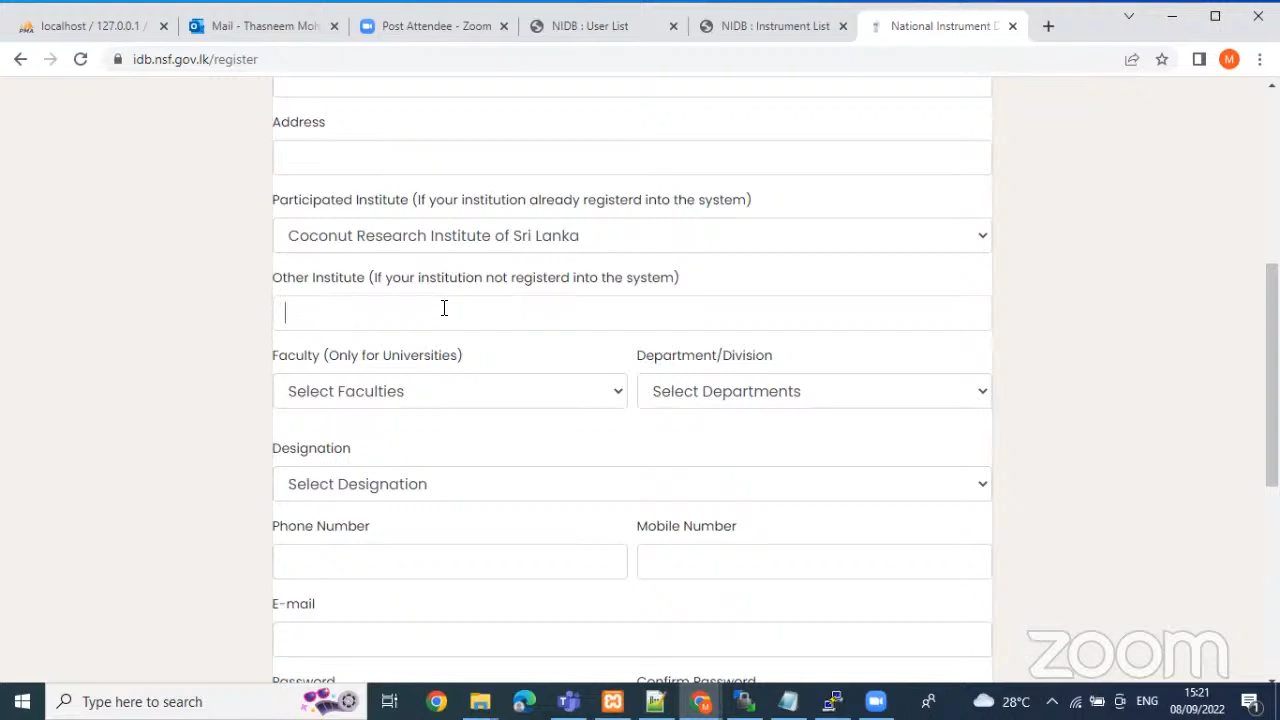 localhost / 127.0.0.1 /
Mail - Thasneem Moh
Post Attendee - Zoom
NIDB: User List
NIDB: Instrument List
National Instrument D
idb.nsf.gov.lk/register
M
Address
Participated Institute (If your institution already registerd into the system)
Coconut Research Institute of Sri Lanka
Other Institute (If your institution not registerd into the system)
Faculty (Only for Universities)
Department/Division
Select Faculties
Select Departments
Designation
Select Designation
Phone Number
Mobile Number
E-mail
Password
Confirm Password
zoom
Type here to search
28°C
ENG
15:21
08/09/2022
1